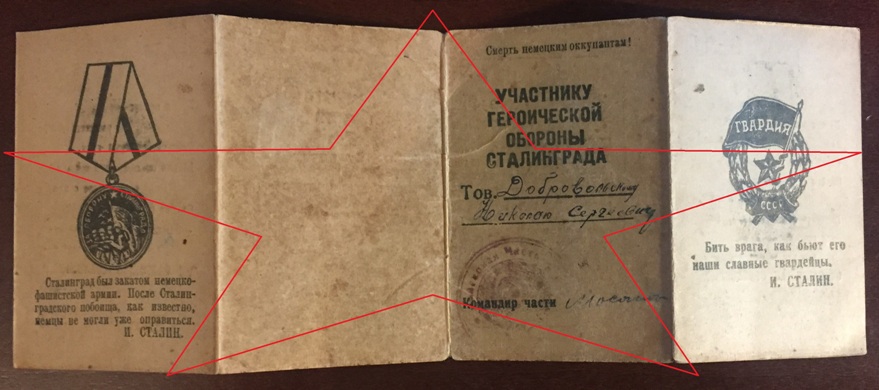 Сталинград был закатом немецко-
фашистской армии. После Сталин-
градского побоища, как известно,
немцы не могли уже оправиться.
И. СТАЛИН.
Смерть немецким оккупантам!
УЧАСТНИКУ
ГЕРОИЧЕСКОЙ
ОБОРОНЫ
СТАЛИНГРАДА
Тов. Добровольскому
Николаю Сергеевичу
Командир части
ГВАРДИЯ
СССР
Бить врага, как бьют его
наши славные гвардейцы.
И. СТАЛИН.